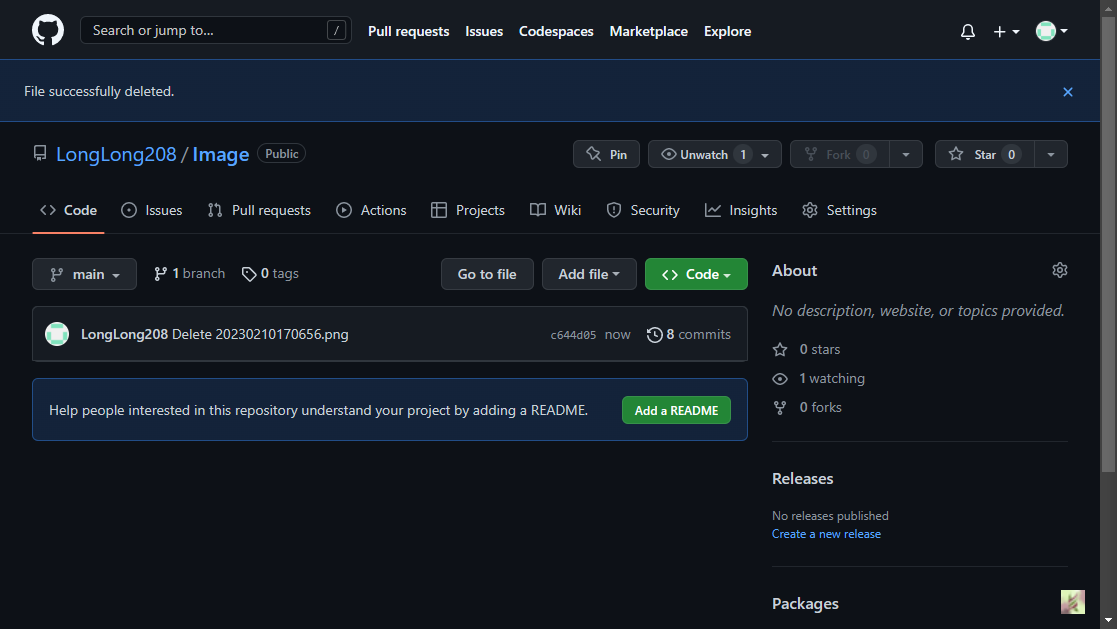 Search or jump to... / Pull requests Issues Codespaces Marketplace Explore
File successfully deleted.
LongLong208 / Image Public Pin Unwatch 1 Fork 0 Star 0
Code Issues Pull requests Actions Projects Wiki Security Insights Settings
main 1 branch 0 tags Go to file Add file Code
LongLong208 Delete 20230210170656.png c644d05 now 8 commits
Help people interested in this repository understand your project by adding a README. Add a README
About
No description, website, or topics provided.
0 stars
1 watching
0 forks
Releases
No releases published
Create a new release
Packages